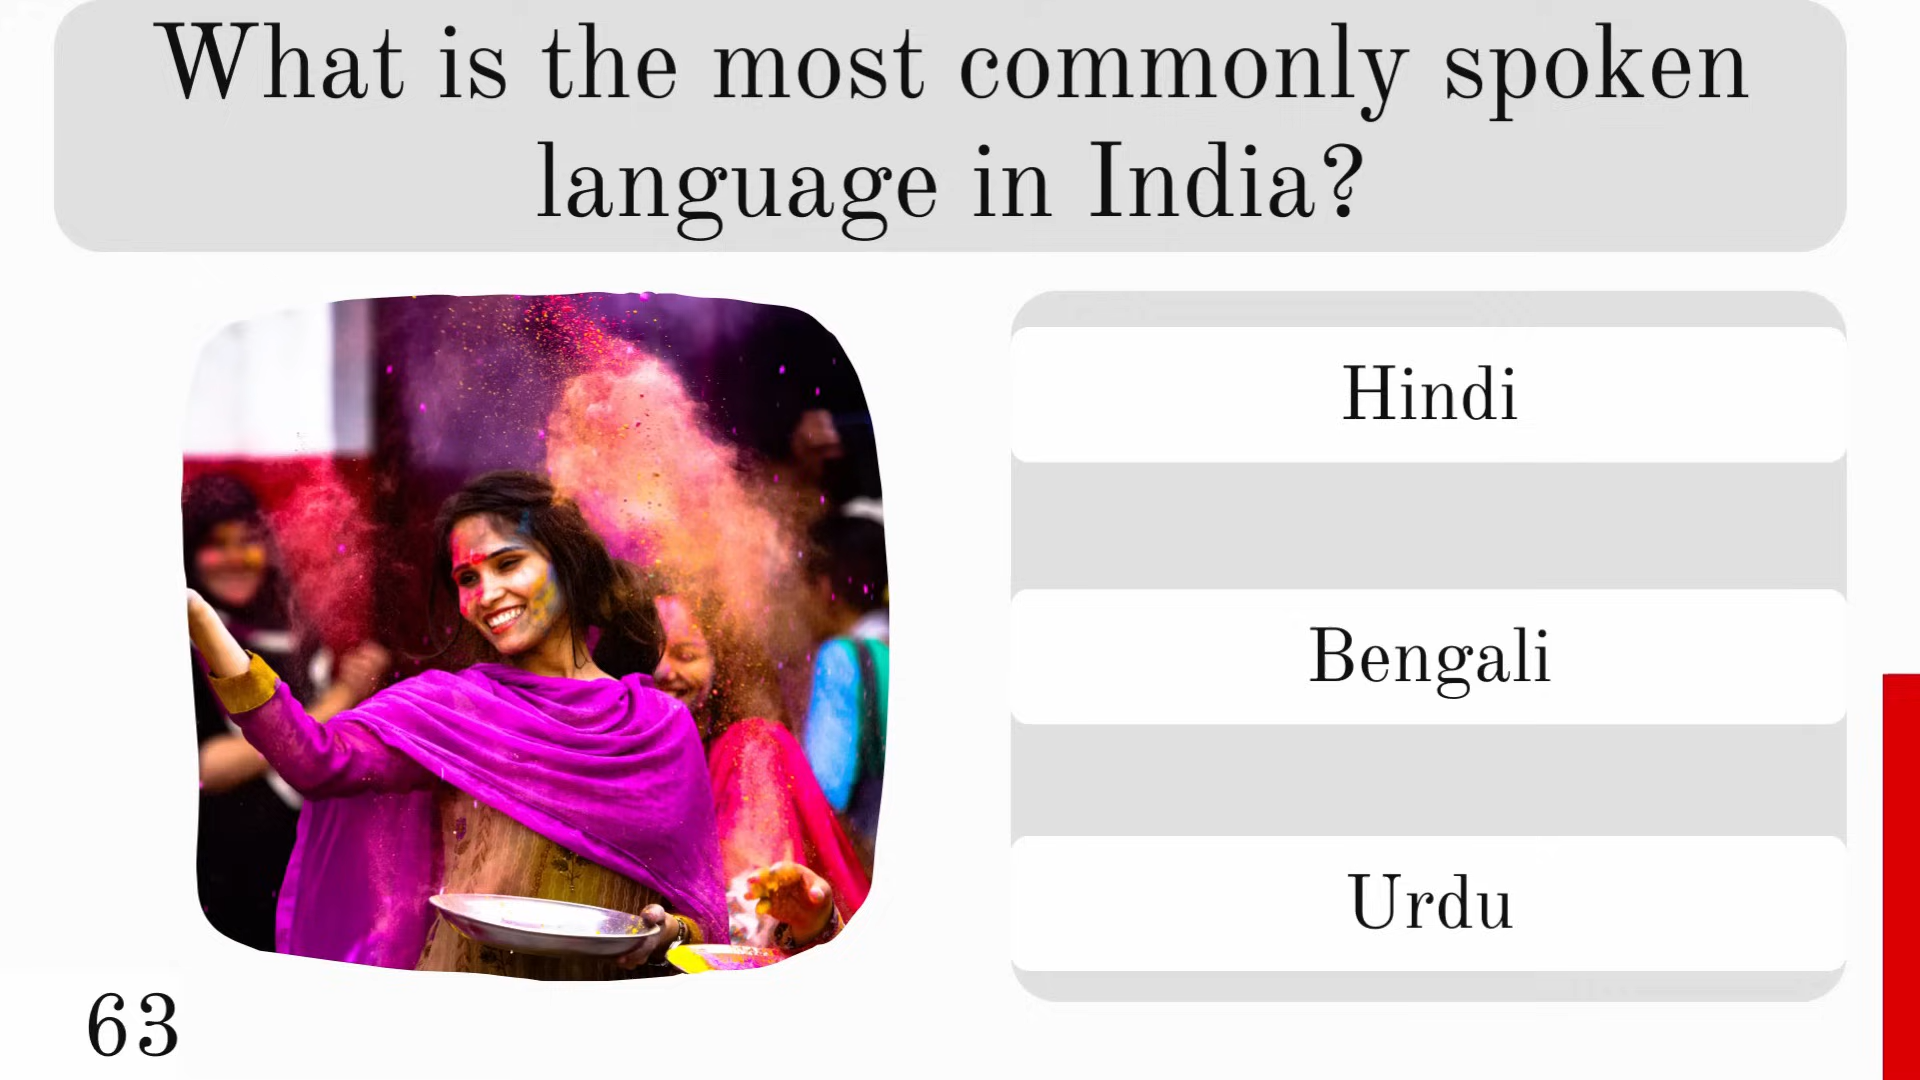 What is the most commonly spoken
language in India?
Hindi
Bengali
Urdu
63